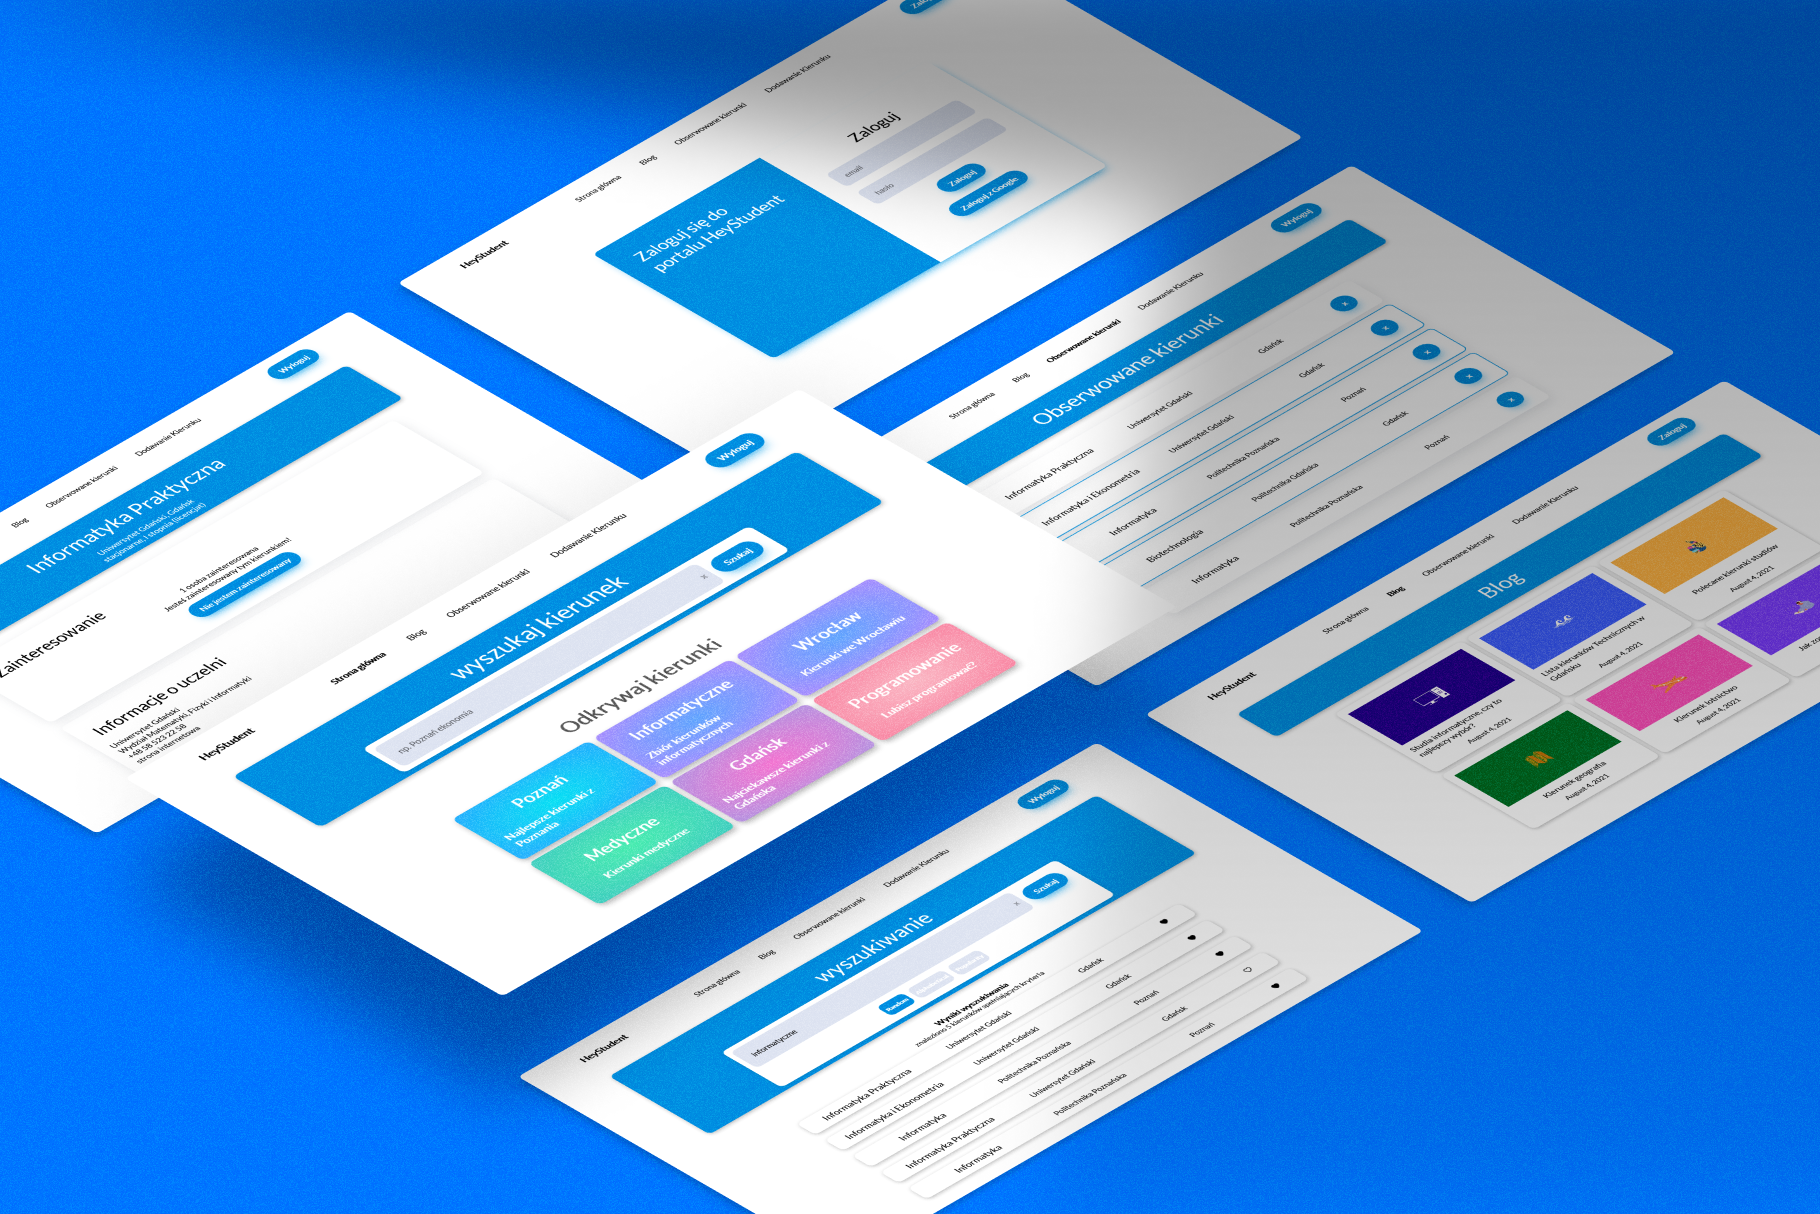 Zaloguj
HeyStudent
Strona główna
Blog
Obserwowane Kierunki
Dodawanie Kierunku
Zaloguj się do
portalu HeyStudent
Zaloguj
email
hasło
Zaloguj
Zaloguj z Google
Wyloguj
Blog
Obserwowane Kierunki
Dodawanie Kierunku
Informatyka Praktyczna
Uniwersytet Gdański, Gdańsk
stacjonarne, I stopnia (licencjat)
Zainteresowanie
1 osoba zainteresowana
Jesteś zainteresowany tym kierunkiem!
Nie jestem zainteresowany
Informacje o uczelni
Uniwersytet Gdański
Wydział Matematyki, Fizyki i Informatyki
+48 58 523 22 58
strona internetowa
Wyloguj
Strona główna
Blog
Obserwowane kierunki
Dodawanie Kierunku
Obserwowane kierunki
Informatyka Praktyczna
Uniwersytet Gdański
Gdańsk
×
Informatyka i Ekonometria
Uniwersytet Gdański
Gdańsk
×
Informatyka
Politechnika Poznańska
Poznań
×
Biotechnologia
Politechnika Gdańska
Gdańsk
×
Informatyka
Politechnika Poznańska
Poznań
×
Wyloguj
HeyStudent
Strona główna
Blog
Obserwowane kierunki
Dodawanie Kierunku
wyszukaj kierunek
np. Poznań ekonomia
×
Szukaj
Odkrywaj kierunki
Poznań
Najlepsze kierunki z
Poznania
Informatyczne
Zbiór kierunków
informatycznych
Wrocław
Kierunki we Wrocławiu
Medyczne
Kierunki medyczne
Gdańsk
Najciekawsze kierunki z
Gdańska
Programowanie
Lubisz programować?
Zaloguj
HeyStudent
Strona główna
Blog
Obserwowane kierunki
Dodawanie Kierunku
Blog
Studia informatyczne, czy to
najlepszy wybór?
August 4, 2021
Lista kierunków Technicznych w
Gdańsku
August 4, 2021
Polecane kierunki studiów
August 4, 2021
Kierunek geografia
August 4, 2021
Kierunek lotnictwo
August 4, 2021
Jak
Wyloguj
HeyStudent
Strona główna
Blog
Obserwowane kierunki
Dodawanie Kierunku
wyszukiwanie
informatyczne
×
Szukaj
Random
Wyniki wyszukiwania
znaleziono 5 kierunków spełniających kryteria
Informatyka Praktyczna
Uniwersytet Gdański
Gdańsk
Informatyka i Ekonometria
Uniwersytet Gdański
Gdańsk
Informatyka
Politechnika Poznańska
Poznań
Informatyka Praktyczna
Uniwersytet Gdański
Gdańsk
Informatyka
Politechnika Poznańska
Poznań